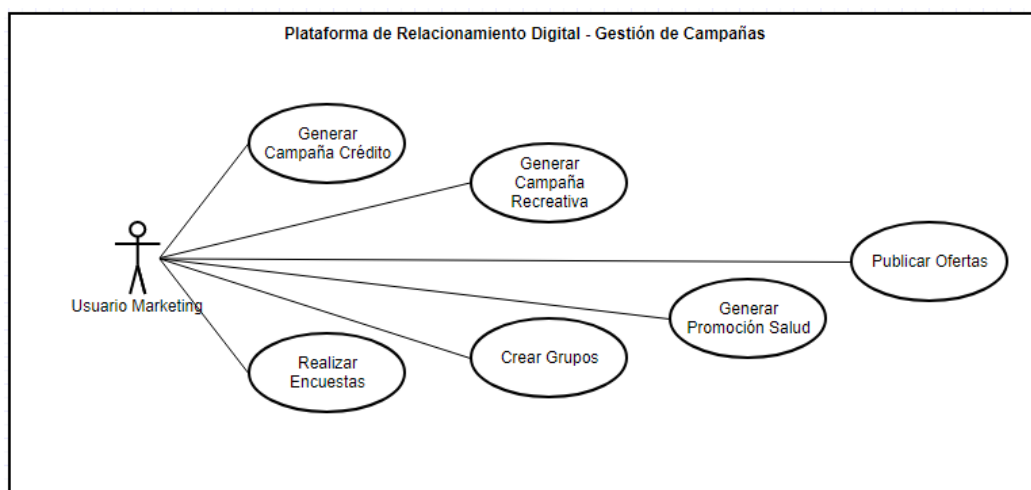 Plataforma de Relacionamiento Digital - Gestión de Campañas
Generar
Campaña Crédito
Generar
Campaña
Recreativa
Publicar Ofertas
Usuario Marketing
Generar
Promoción Salud
Crear Grupos
Realizar
Encuestas